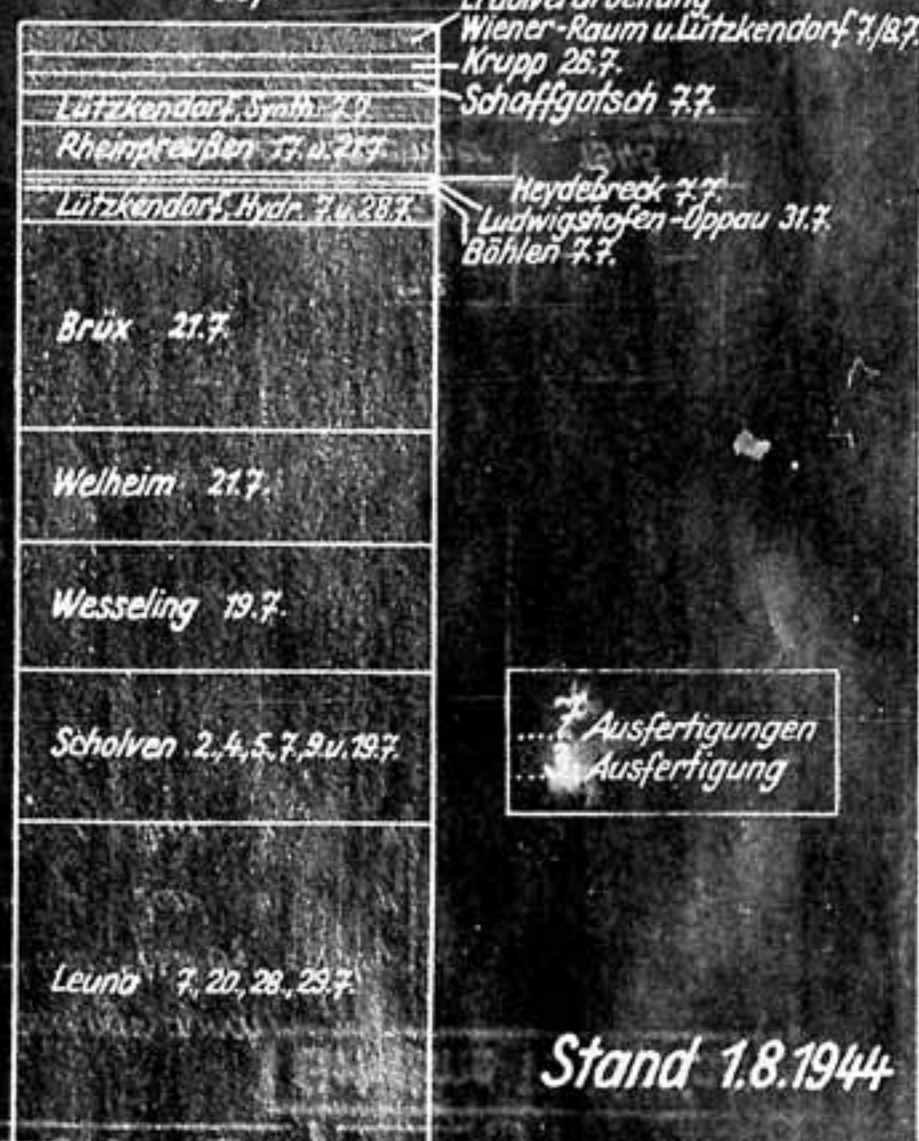 Erdölverarbeitung
Wiener-Raum u. Lützkendorf 7./8.7.
Krupp 26.7.
Schaffgotsch 7.7.
Lützkendorf, Synth. 7.7.
Rheinpreußen 17. u. 21.7.
Heydebreck 7.7.
Lützkendorf, Hydr. 7. u. 28.7.
Ludwigshofen-Oppau 31.7.
Böhlen 7.7.
Brüx 21.7.
Welheim 21.7.
Wesseling 19.7.
Scholven 2., 4., 5., 7., 9. u. 19.7.
....7 Ausfertigungen
.... Ausfertigung
Leuna 7., 20., 28., 29.7.
Stand 1.8.1944